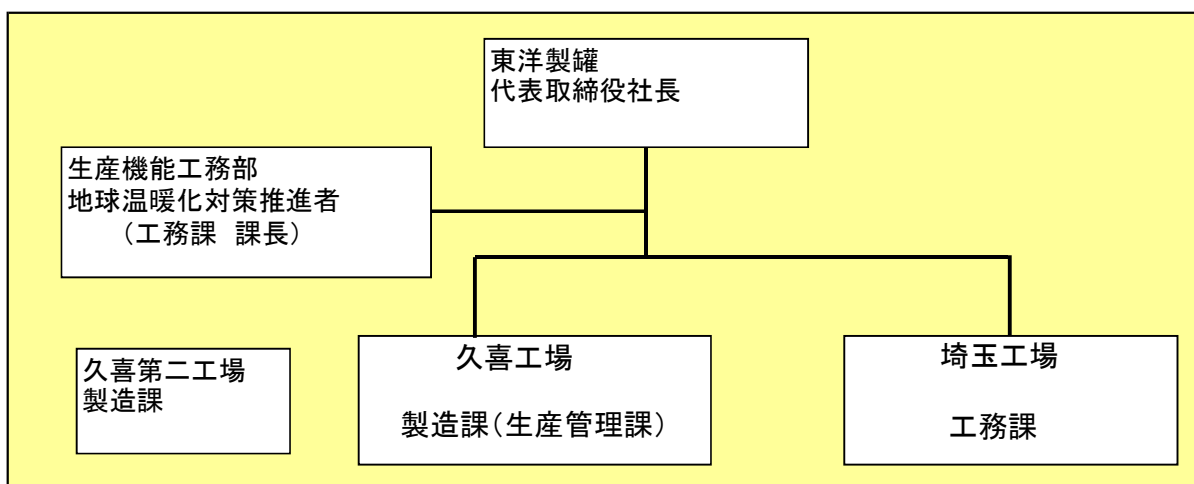 東洋製罐
代表取締役社長
生産機能工務部
地球温暖化対策推進者
(工務課 課長)
久喜第二工場
製造課
久喜工場
製造課(生産管理課)
埼玉工場
工務課